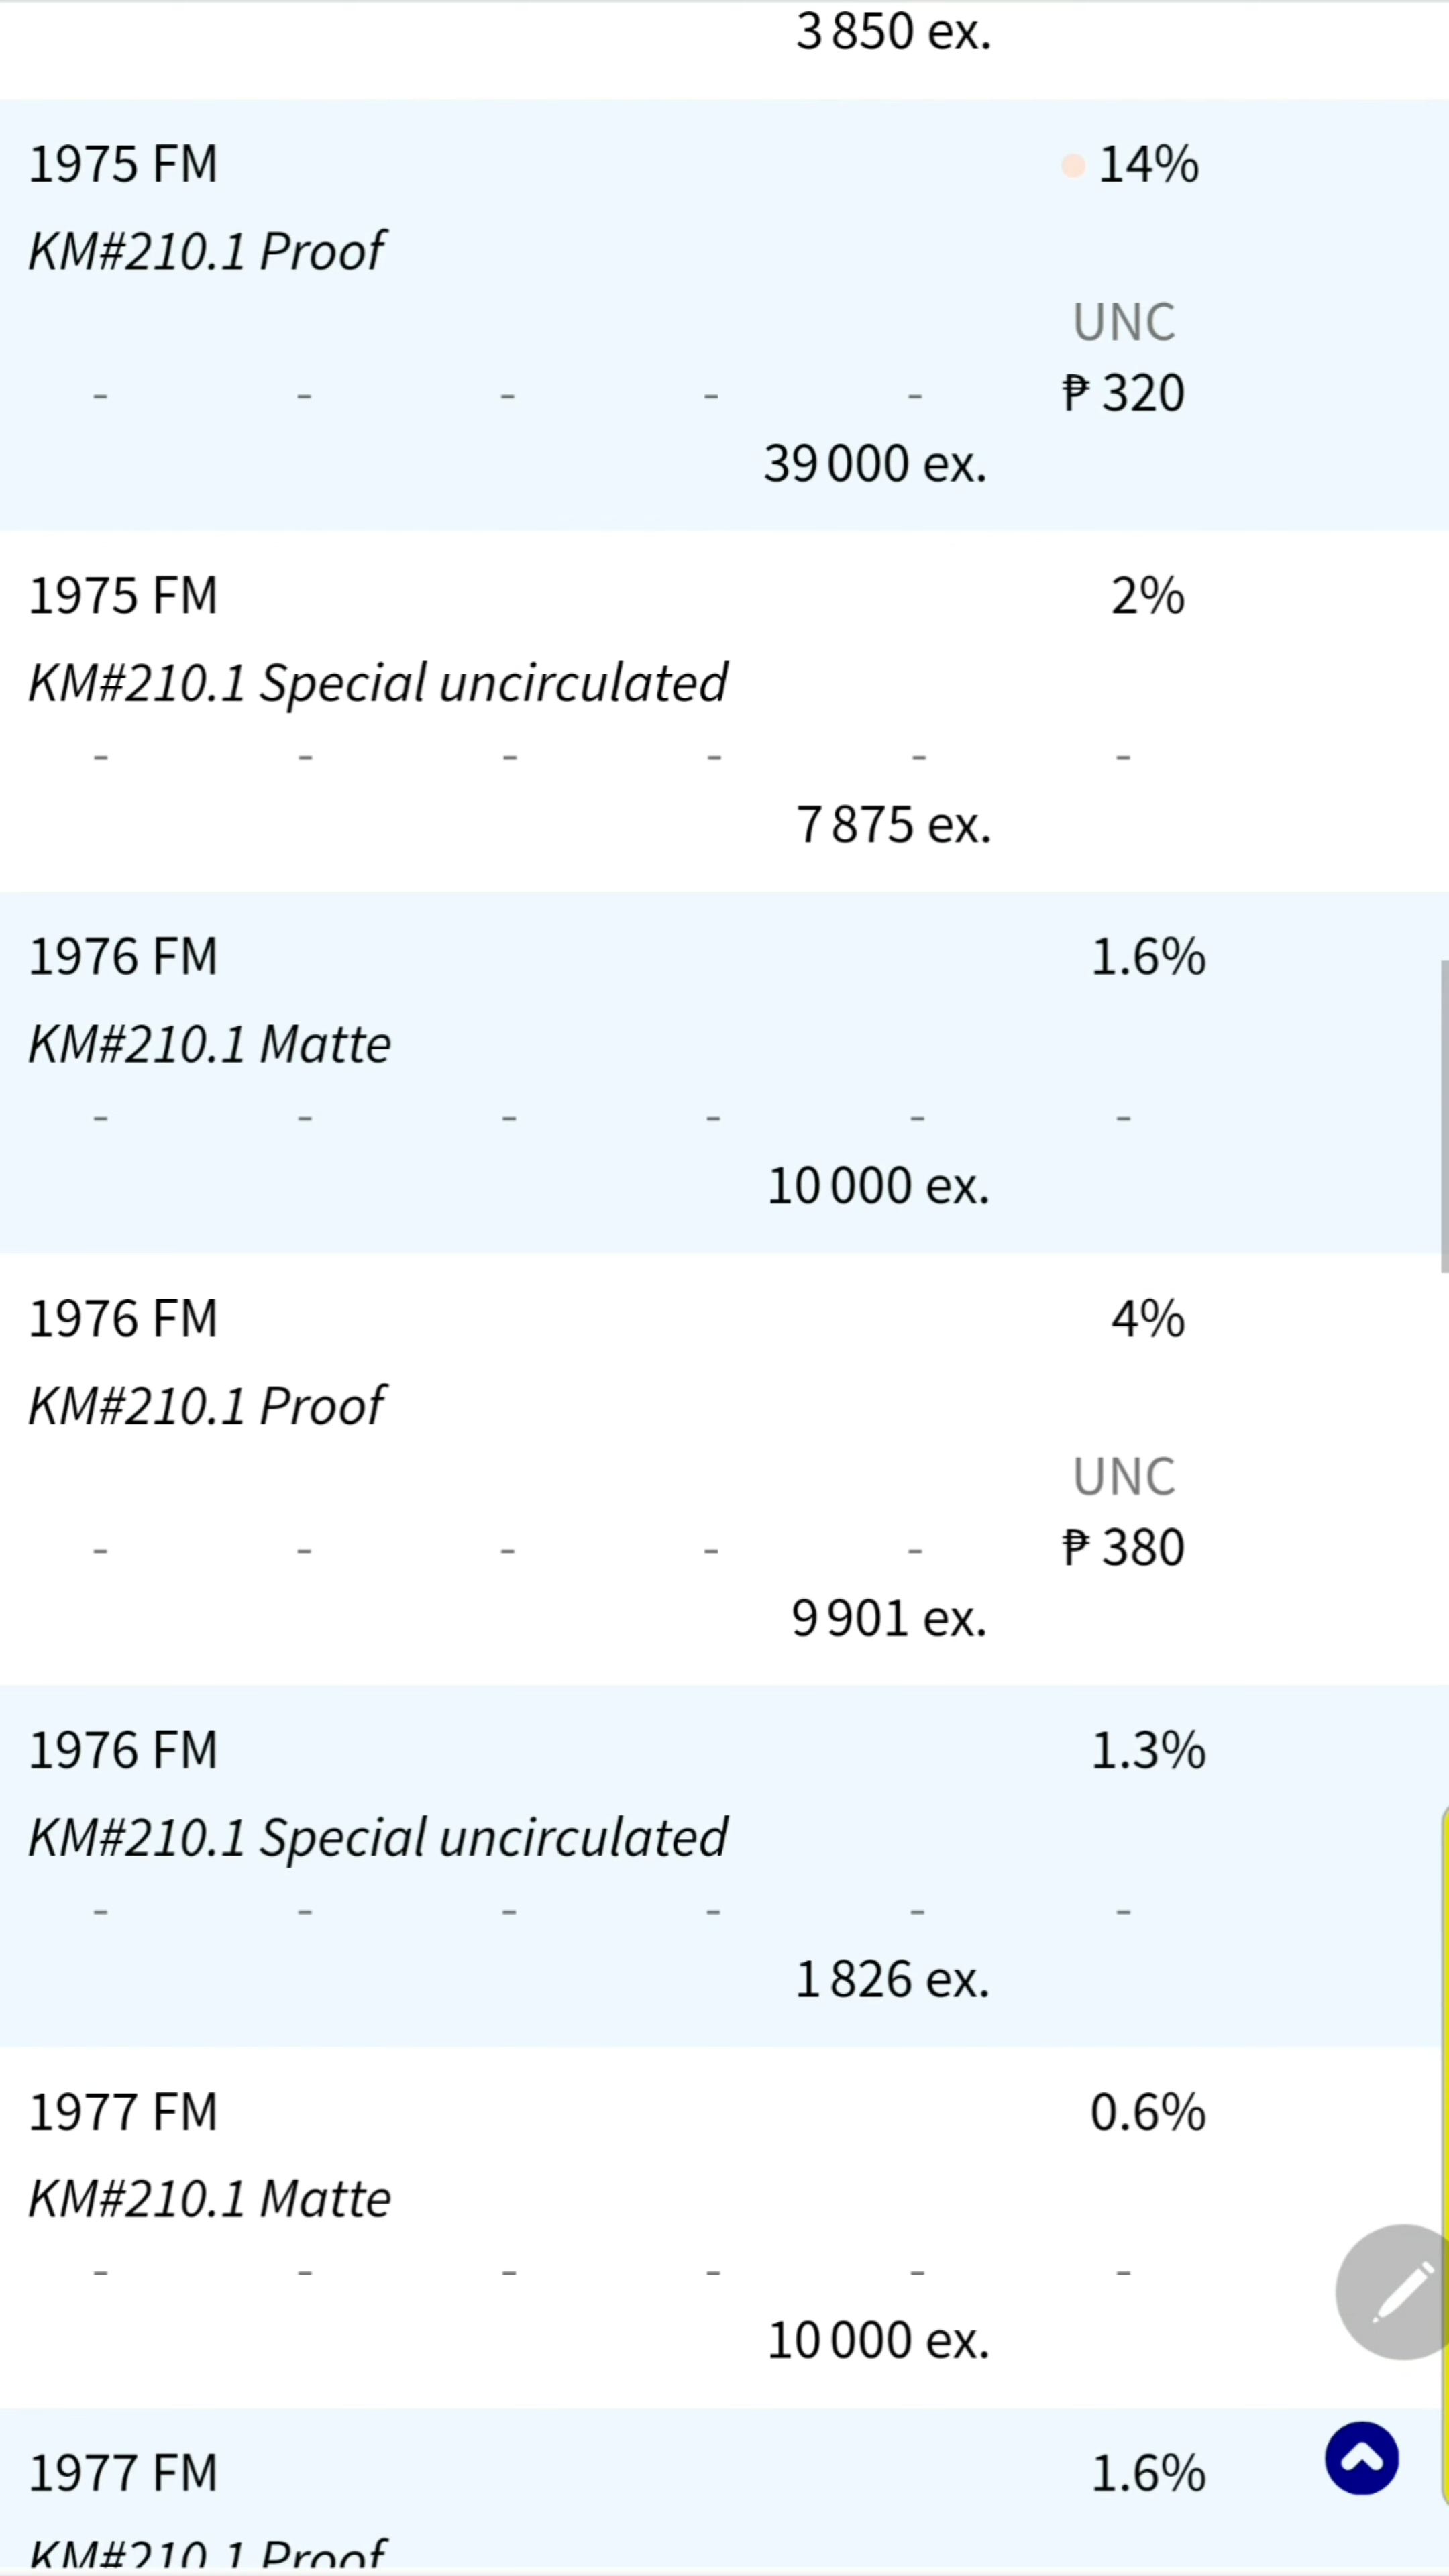 3 850 ex.
1975 FM 14%
KM#210.1 Proof
UNC
- - - - - ₱ 320
39 000 ex.
1975 FM 2%
KM#210.1 Special uncirculated
- - - - - -
7 875 ex.
1976 FM 1.6%
KM#210.1 Matte
- - - - - -
10 000 ex.
1976 FM 4%
KM#210.1 Proof
UNC
- - - - - ₱ 380
9 901 ex.
1976 FM 1.3%
KM#210.1 Special uncirculated
- - - - - -
1 826 ex.
1977 FM 0.6%
KM#210.1 Matte
- - - - - -
10 000 ex.
1977 FM 1.6%
KM#210.1 Proof